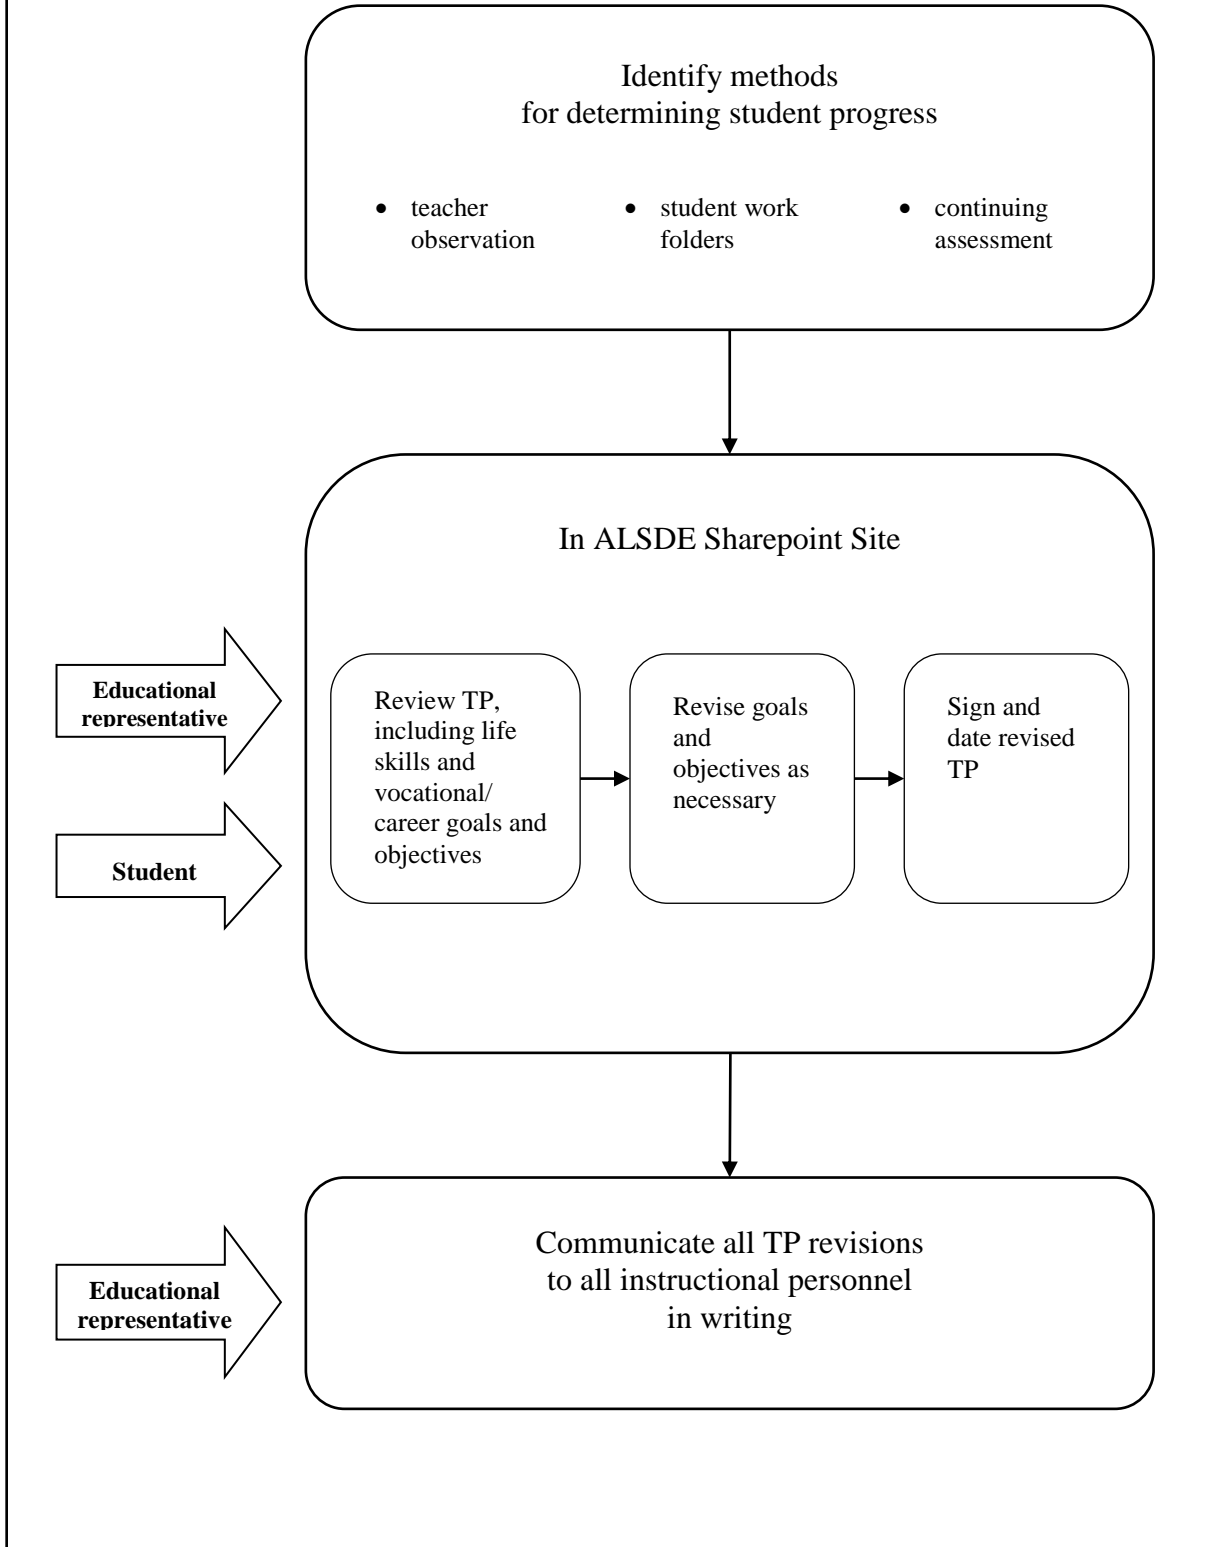 Identify methods
for determining student progress
• teacher
observation
• student work
folders
• continuing
assessment
In ALSDE Sharepoint Site
Educational
representative
Student
Review TP,
including life
skills and
vocational/
career goals and
objectives
Revise goals
and
objectives as
necessary
Sign and
date revised
TP
Educational
representative
Communicate all TP revisions
to all instructional personnel
in writing